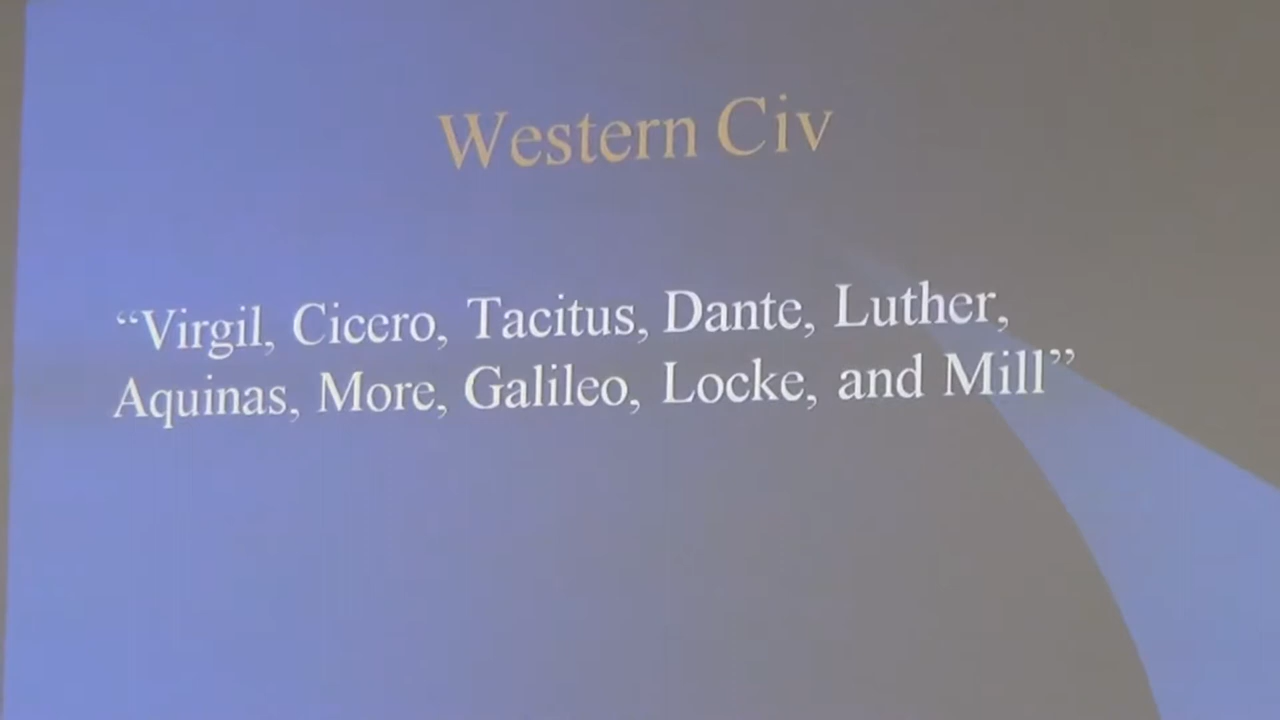 Western Civ
“Virgil, Cicero, Tacitus, Dante, Luther,
Aquinas, More, Galileo, Locke, and Mill”